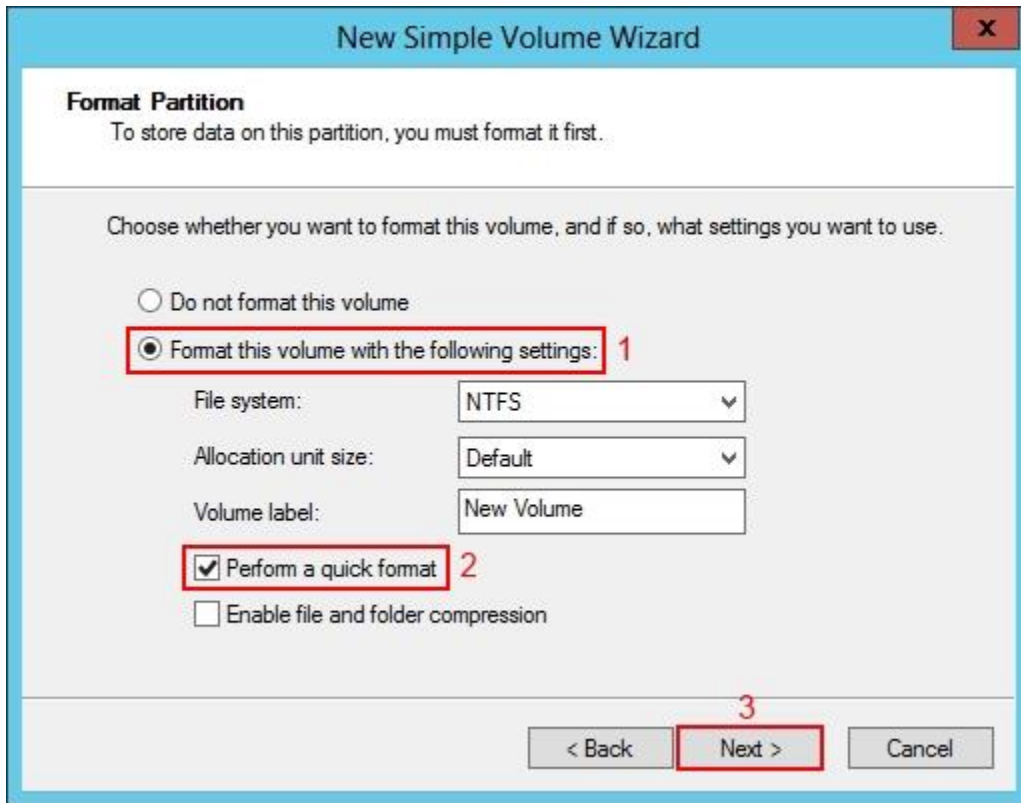 New Simple Volume Wizard
x
Format Partition
To store data on this partition, you must format it first.
Choose whether you want to format this volume, and if so, what settings you want to use.
Do not format this volume
Format this volume with the following settings: 1
File system: NTFS
Allocation unit size: Default
Volume label: New Volume
Perform a quick format 2
Enable file and folder compression
3
< Back Next > Cancel